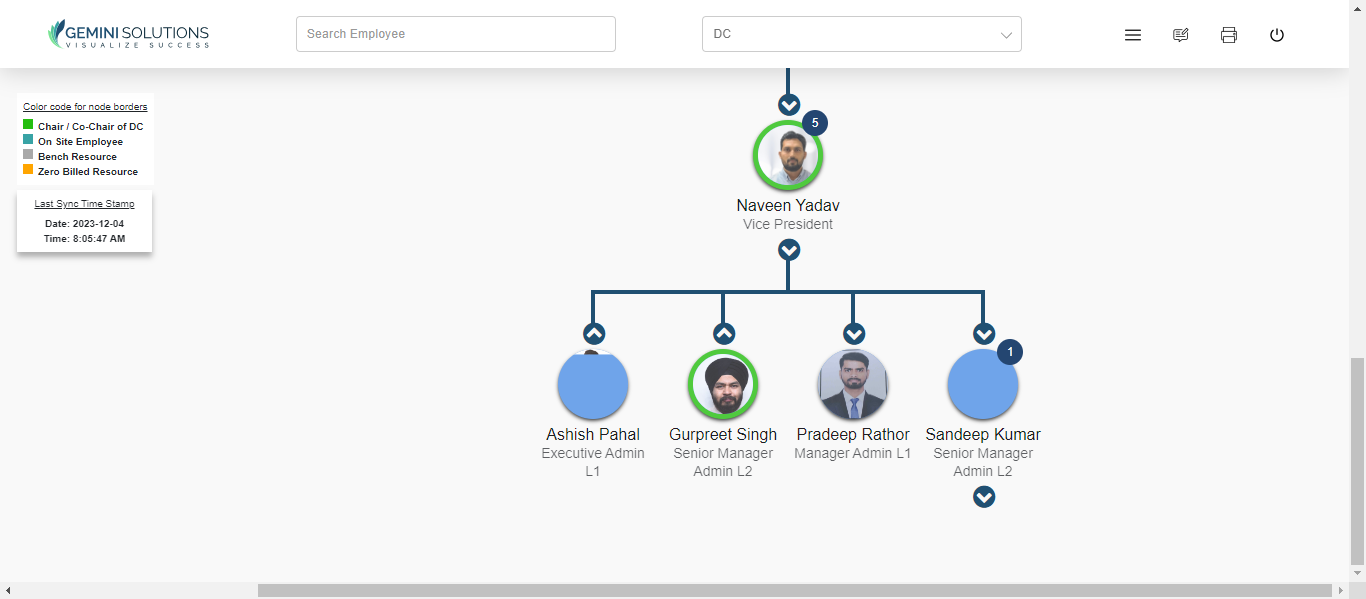 GEMINI SOLUTIONS
VISUALIZE SUCCESS
Search Employee
DC
Color code for node borders
Chair / Co-Chair of DC
On Site Employee
Bench Resource
Zero Billed Resource
Last Sync Time Stamp
Date: 2023-12-04
Time: 8:05:47 AM
5
Naveen Yadav
Vice President
1
Ashish Pahal
Executive Admin
L1
Gurpreet Singh
Senior Manager
Admin L2
Pradeep Rathor
Manager Admin L1
Sandeep Kumar
Senior Manager
Admin L2